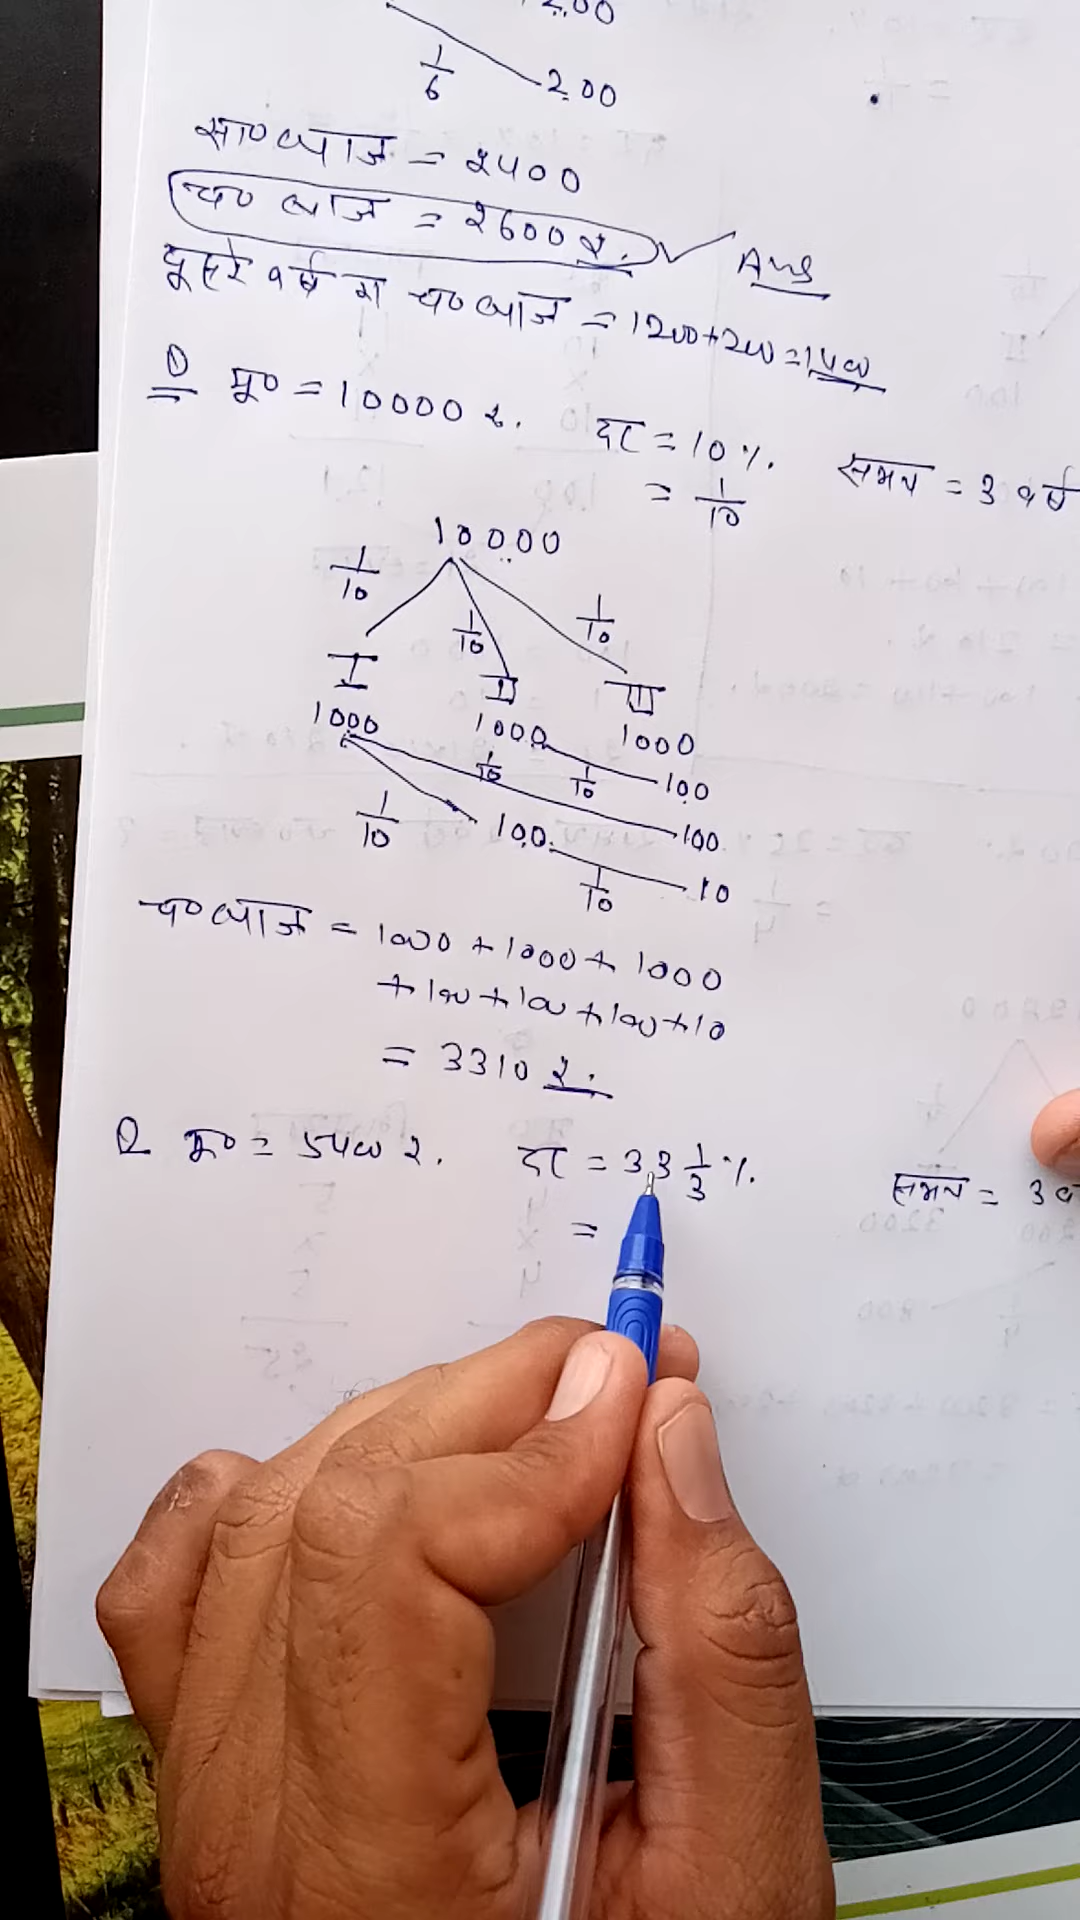 2.00
1/6 200
सा० ब्याज = 2400
च० ब्याज = 2600 रु. Ans
दूसरे वर्ष का च० ब्याज = 1200+200=1400
Q मू० = 10000 रु. दर = 10%. समय = 3 वर्ष
= 1/10
10000
1/10 1/10 1/10
I II III
1000 1000 1000
1/10 1/10 100
1/10 100 100
1/10 10
च० ब्याज = 1000 + 1000 + 1000
+ 100 + 100 + 100 + 10
= 3310 रु.
Q मू० = 5400 रु. दर = 33 1/3 %. समय = 3 व
=